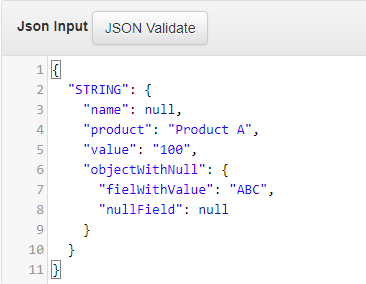 Json Input JSON Validate
1 {
2 "STRING": {
3 "name": null,
4 "product": "Product A",
5 "value": "100",
6 "objectWithNull": {
7 "fielWithValue": "ABC",
8 "nullField": null
9 }
10 }
11 }